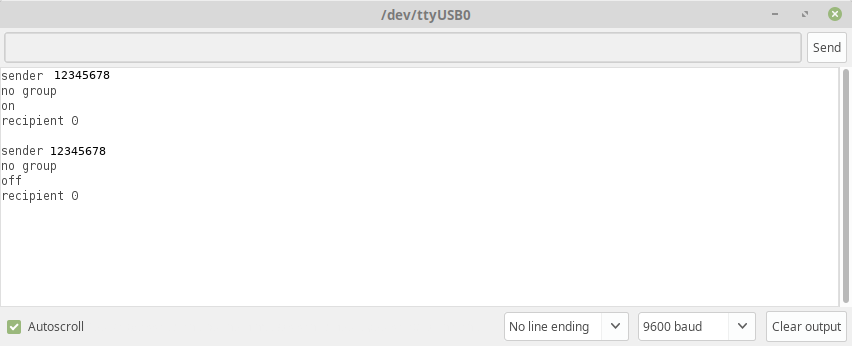 /dev/ttyUSB0
Send
sender 12345678
no group
on
recipient 0
sender 12345678
no group
off
recipient 0
Autoscroll
No line ending
9600 baud
Clear output